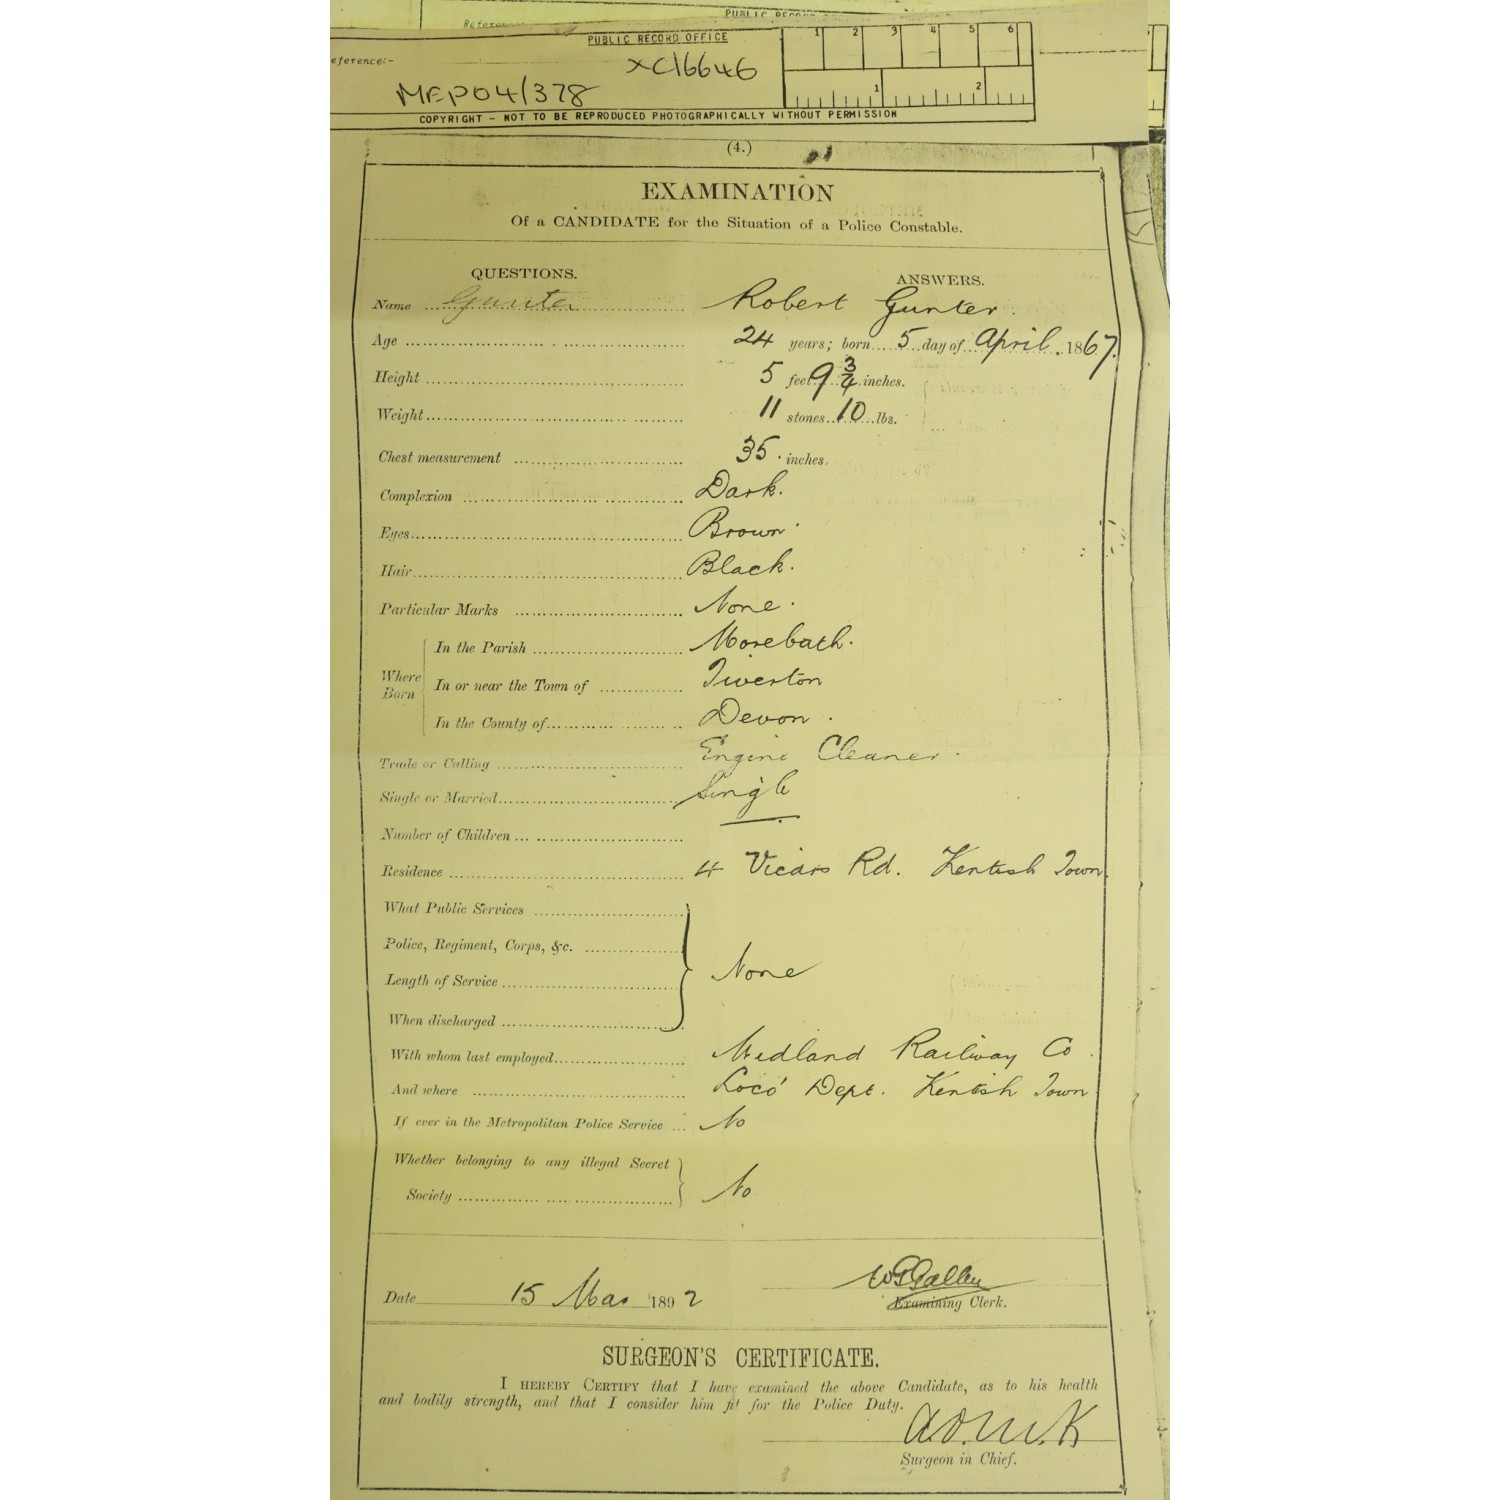 PUBLIC RECORD
PUBLIC RECORD OFFICE
eference:-
XC16646
1 2 3 4 5 6
MEPO4/378
1 2
COPYRIGHT - NOT TO BE REPRODUCED PHOTOGRAPHICALLY WITHOUT PERMISSION
(4.)
EXAMINATION
Of a CANDIDATE for the Situation of a Police Constable.
QUESTIONS. ANSWERS.
Name Gunter Robert Gunter.
Age 24 years; born 5 day of April. 1867.
Height 5 feet 9 3/4 inches.
Weight 11 stones 10 lbs.
Chest measurement 35 inches.
Complexion Dark.
Eyes Brown
Hair Black.
Particular Marks None.
In the Parish Morebath.
Where Born In or near the Town of Tiverton
In the County of Devon.
Trade or Calling Engine Cleaner.
Single or Married Single
Number of Children
Residence 4 Vicars Rd. Kentish Town.
What Public Services
Police, Regiment, Corps, &c.
Length of Service None
When discharged
With whom last employed Midland Railway Co.
And where Loco' Dept. Kentish Town
If ever in the Metropolitan Police Service No
Whether belonging to any illegal Secret
Society No
Date 15 Mar 1892
Examining Clerk.
SURGEON'S CERTIFICATE.
I HEREBY CERTIFY that I have examined the above Candidate, as to his health
and bodily strength, and that I consider him fit for the Police Duty.
Surgeon in Chief.